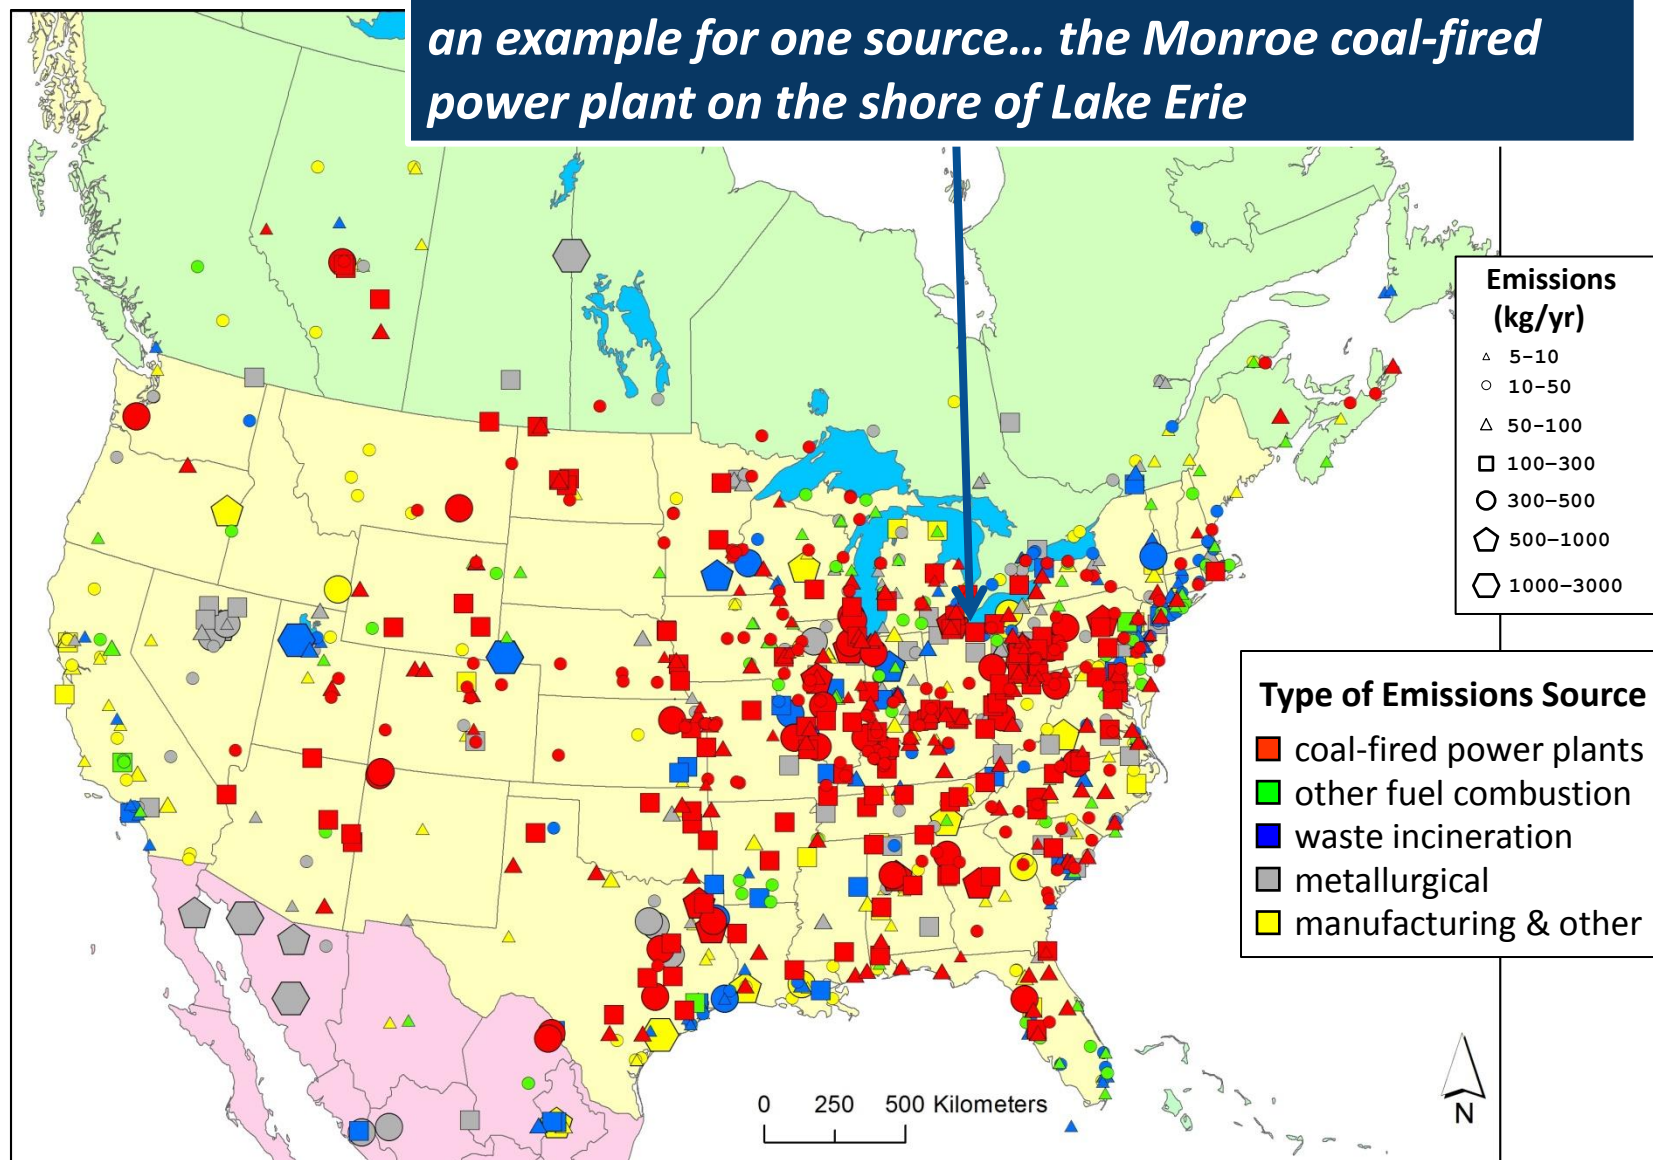 an example for one source… the Monroe coal-fired
power plant on the shore of Lake Erie
Emissions
(kg/yr)
5–10
10–50
50–100
100–300
300–500
500–1000
1000–3000
Type of Emissions Source
coal-fired power plants
other fuel combustion
waste incineration
metallurgical
manufacturing & other
0 250 500 Kilometers
N